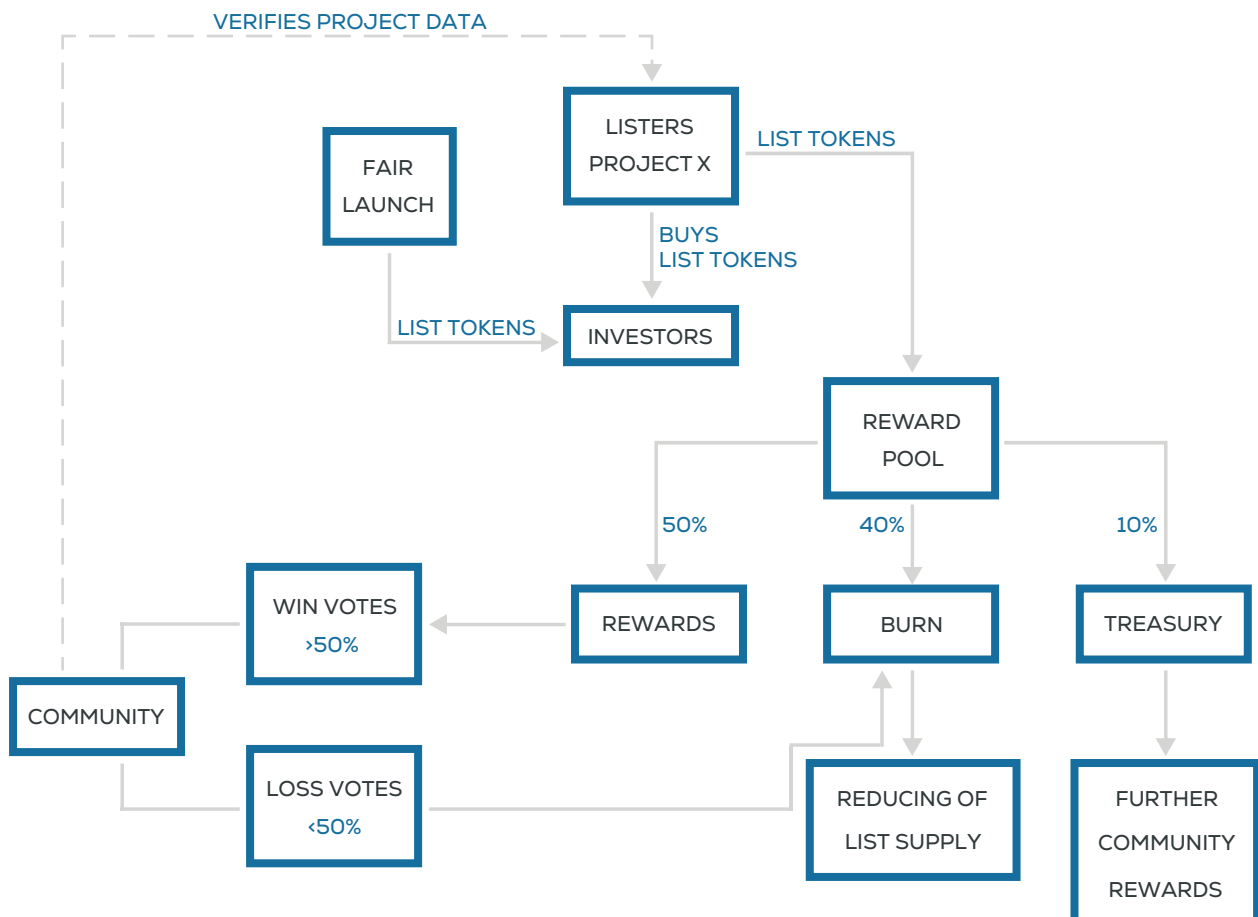 VERIFIES PROJECT DATA
LISTERS
PROJECT X
LIST TOKENS
FAIR
LAUNCH
BUYS
LIST TOKENS
LIST TOKENS
INVESTORS
REWARD
POOL
50%
40%
10%
WIN VOTES
>50%
REWARDS
BURN
TREASURY
COMMUNITY
LOSS VOTES
<50%
REDUCING OF
LIST SUPPLY
FURTHER
COMMUNITY
REWARDS